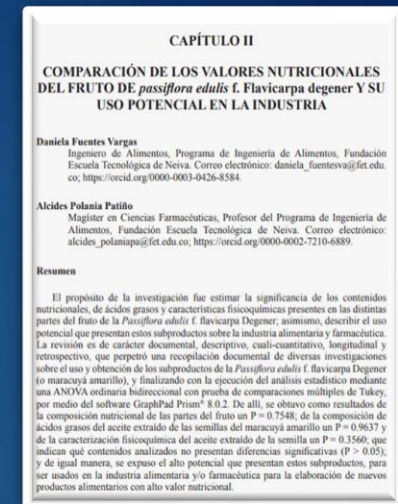 CAPÍTULO II
COMPARACIÓN DE LOS VALORES NUTRICIONALES
DEL FRUTO DE passiflora edulis f. Flavicarpa degener Y SU
USO POTENCIAL EN LA INDUSTRIA
Daniela Fuentes Vargas
Ingeniero de Alimentos, Programa de Ingeniería de Alimentos, Fundación
Escuela Tecnológica de Neiva. Correo electrónico: daniela_fuentesva@fet.edu.
co; https://orcid.org/0000-0003-0426-8584.
Alcides Polania Patiño
Magister en Ciencias Farmacéuticas, Profesor del Programa de Ingeniería de
Alimentos, Fundación Escuela Tecnológica de Neiva. Correo electrónico:
alcides_polaniapa@fet.edu.co; https://orcid.org/0000-0002-7210-6889.
Resumen
El propósito de la investigación fue estimar la significancia de los contenidos
nutricionales, de ácidos grasos y características fisicoquímicas presentes en las distintas
partes del fruto de la Passiflora edulis f. flavicarpa Degener; asimismo, describir el uso
potencial que presentan estos subproductos sobre la industria alimentaria y farmacéutica.
La revisión es de carácter documental, descriptivo, cuali-cuantitativo, longitudinal y
retrospectivo, que perpetró una recopilación documental de diversas investigaciones
sobre el uso y obtención de los subproductos de la Passiflora edulis f. flavicarpa Degener
(o maracuyá amarillo), y finalizando con la ejecución del análisis estadístico mediante
una ANOVA ordinaria bidireccional con prueba de comparaciones múltiples de Tukey,
por medio del software GraphPad Prism® 8.0.2. De allí, se obtuvo como resultados de
la composición nutricional de las partes del fruto un P = 0.7548; de la composición de
ácidos grasos del aceite extraído de las semillas del maracuyá amarillo un P = 0.9637 y
de la caracterización fisicoquímica del aceite extraído de la semilla un P = 0.3560; que
indican qué contenidos analizados no presentan diferencias significativas (P > 0.05);
y de igual manera, se expuso el alto potencial que presentan estos subproductos, para
ser usados en la industria alimentaria y/o farmacéutica para la elaboración de nuevos
productos alimentarios con alto valor nutricional.